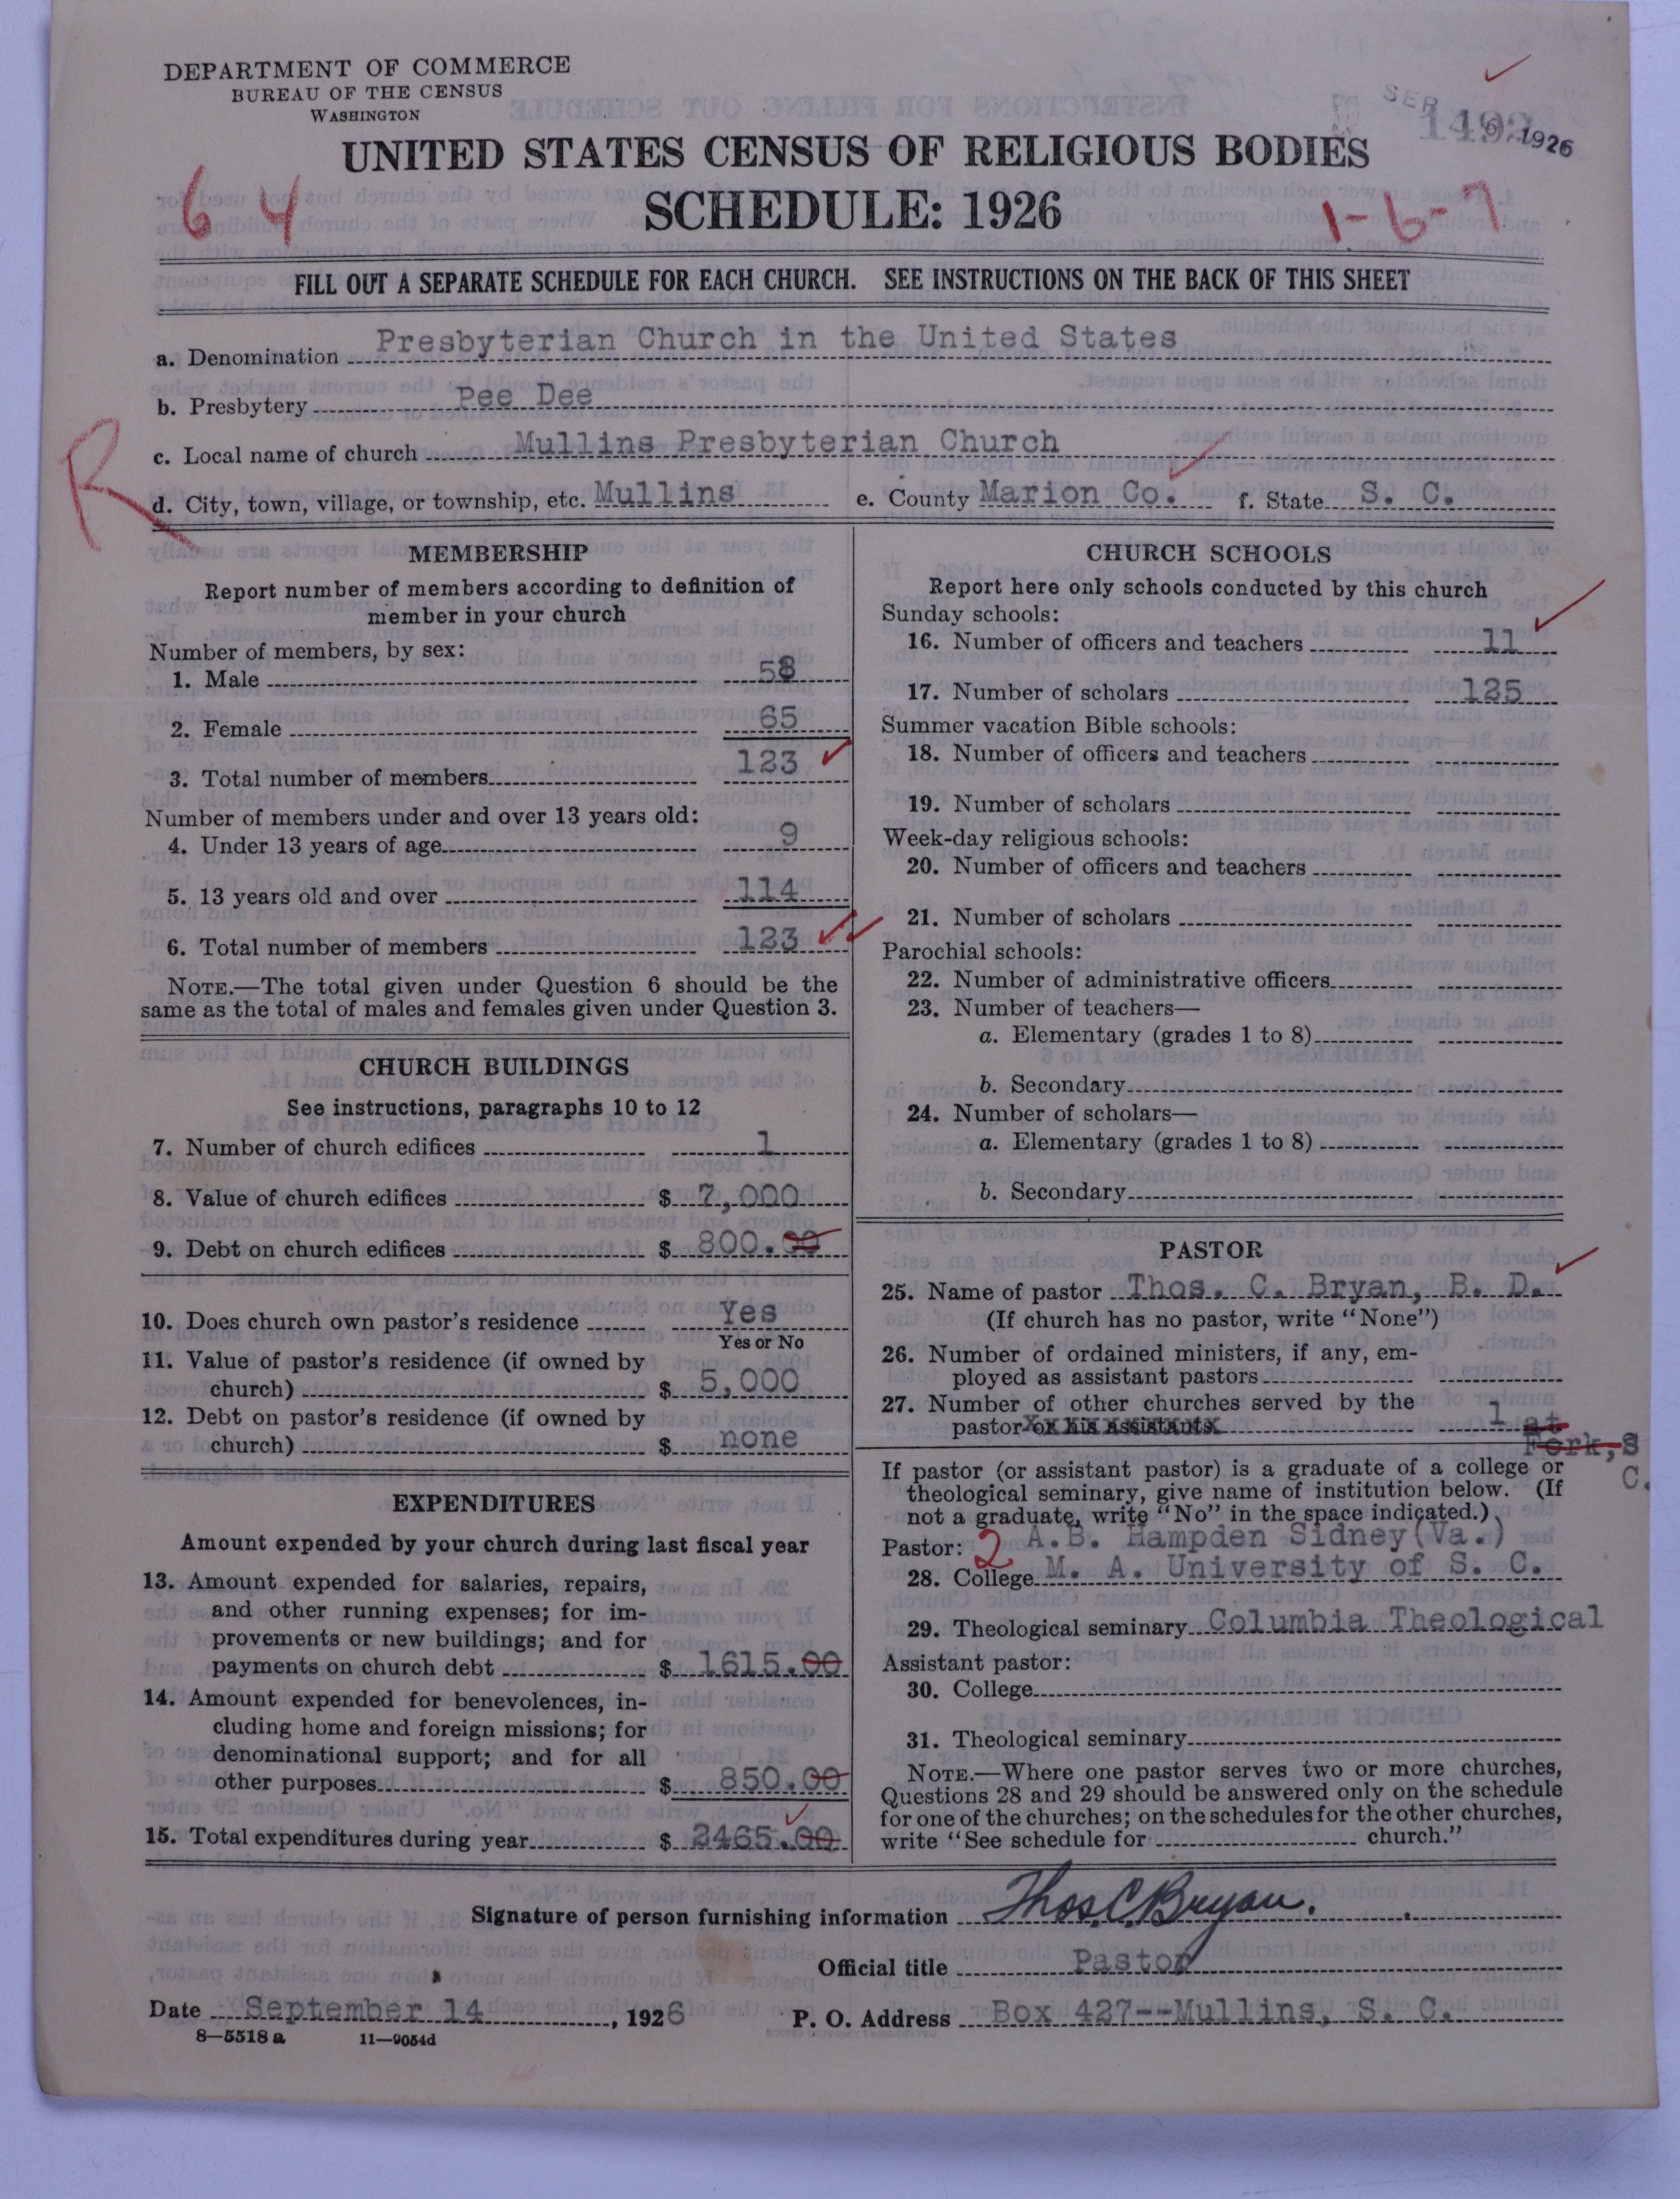 DEPARTMENT OF COMMERCE
BUREAU OF THE CENSUS
WASHINGTON
1926
UNITED STATES CENSUS OF RELIGIOUS BODIES
SCHEDULE: 1926
6 4
1-6-7
FILL OUT A SEPARATE SCHEDULE FOR EACH CHURCH. SEE INSTRUCTIONS ON THE BACK OF THIS SHEET
a. Denomination Presbyterian Church in the United States
b. Presbytery Pee Dee
c. Local name of church Mullins Presbyterian Church
R
d. City, town, village, or township, etc. Mullins e. County Marion Co. f. State S. C.
MEMBERSHIP
Report number of members according to definition of
member in your church
Number of members, by sex:
1. Male 58
2. Female 65
3. Total number of members 123
Number of members under and over 13 years old:
4. Under 13 years of age 9
5. 13 years old and over 114
6. Total number of members 123
NOTE.—The total given under Question 6 should be the
same as the total of males and females given under Question 3.
CHURCH BUILDINGS
See instructions, paragraphs 10 to 12
7. Number of church edifices 1
8. Value of church edifices $ 7,000
9. Debt on church edifices $ 800.00
10. Does church own pastor's residence Yes
Yes or No
11. Value of pastor's residence (if owned by
church) $ 5,000
12. Debt on pastor's residence (if owned by
church) $ none
EXPENDITURES
Amount expended by your church during last fiscal year
13. Amount expended for salaries, repairs,
and other running expenses; for im-
provements or new buildings; and for
payments on church debt $ 1615.00
14. Amount expended for benevolences, in-
cluding home and foreign missions; for
denominational support; and for all
other purposes $ 850.00
15. Total expenditures during year $ 2465.00
CHURCH SCHOOLS
Report here only schools conducted by this church
Sunday schools:
16. Number of officers and teachers 11
17. Number of scholars 125
Summer vacation Bible schools:
18. Number of officers and teachers
19. Number of scholars
Week-day religious schools:
20. Number of officers and teachers
21. Number of scholars
Parochial schools:
22. Number of administrative officers
23. Number of teachers—
a. Elementary (grades 1 to 8)
b. Secondary
24. Number of scholars—
a. Elementary (grades 1 to 8)
b. Secondary
PASTOR
25. Name of pastor Thos. C. Bryan, B. D.
(If church has no pastor, write "None")
26. Number of ordained ministers, if any, em-
ployed as assistant pastors
27. Number of other churches served by the
pastor or his assistants 1 at
Fork, S
C.
If pastor (or assistant pastor) is a graduate of a college or
theological seminary, give name of institution below. (If
not a graduate, write "No" in the space indicated.)
Pastor: 2 A.B. Hampden Sidney(Va.)
28. College M. A. University of S. C.
29. Theological seminary Columbia Theological
Assistant pastor:
30. College
31. Theological seminary
NOTE.—Where one pastor serves two or more churches,
Questions 28 and 29 should be answered only on the schedule
for one of the churches; on the schedules for the other churches,
write "See schedule for church."
Signature of person furnishing information Thos. C. Bryan.
Official title Pastor
Date September 14, 1926 P. O. Address Box 427--Mullins, S. C.
8—5518 a 11—9054d